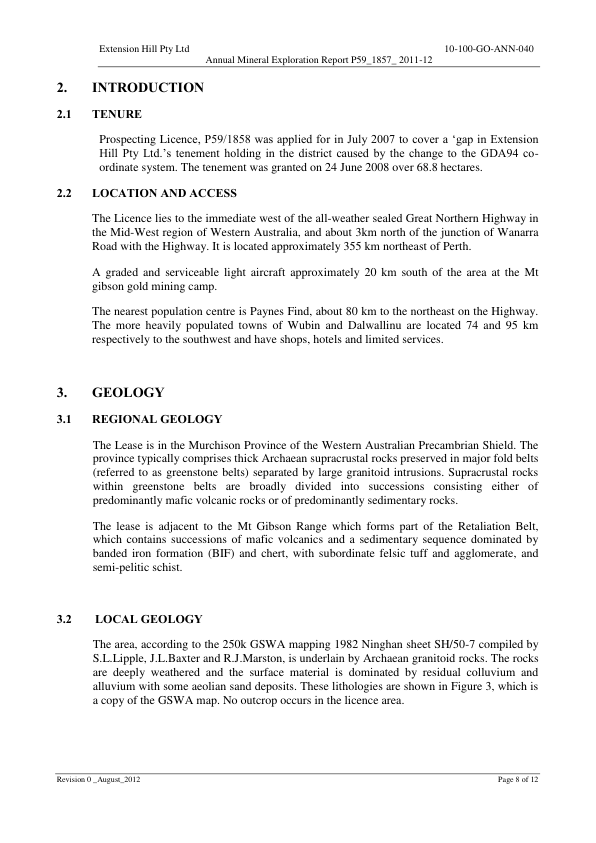 Extension Hill Pty Ltd 10-100-GO-ANN-040
Annual Mineral Exploration Report P59_1857_ 2011-12
2. INTRODUCTION
2.1 TENURE
Prospecting Licence, P59/1858 was applied for in July 2007 to cover a ‘gap in Extension
Hill Pty Ltd.’s tenement holding in the district caused by the change to the GDA94 co-
ordinate system. The tenement was granted on 24 June 2008 over 68.8 hectares.
2.2 LOCATION AND ACCESS
The Licence lies to the immediate west of the all-weather sealed Great Northern Highway in
the Mid-West region of Western Australia, and about 3km north of the junction of Wanarra
Road with the Highway. It is located approximately 355 km northeast of Perth.
A graded and serviceable light aircraft approximately 20 km south of the area at the Mt
gibson gold mining camp.
The nearest population centre is Paynes Find, about 80 km to the northeast on the Highway.
The more heavily populated towns of Wubin and Dalwallinu are located 74 and 95 km
respectively to the southwest and have shops, hotels and limited services.
3. GEOLOGY
3.1 REGIONAL GEOLOGY
The Lease is in the Murchison Province of the Western Australian Precambrian Shield. The
province typically comprises thick Archaean supracrustal rocks preserved in major fold belts
(referred to as greenstone belts) separated by large granitoid intrusions. Supracrustal rocks
within greenstone belts are broadly divided into successions consisting either of
predominantly mafic volcanic rocks or of predominantly sedimentary rocks.
The lease is adjacent to the Mt Gibson Range which forms part of the Retaliation Belt,
which contains successions of mafic volcanics and a sedimentary sequence dominated by
banded iron formation (BIF) and chert, with subordinate felsic tuff and agglomerate, and
semi-pelitic schist.
3.2 LOCAL GEOLOGY
The area, according to the 250k GSWA mapping 1982 Ninghan sheet SH/50-7 compiled by
S.L.Lipple, J.L.Baxter and R.J.Marston, is underlain by Archaean granitoid rocks. The rocks
are deeply weathered and the surface material is dominated by residual colluvium and
alluvium with some aeolian sand deposits. These lithologies are shown in Figure 3, which is
a copy of the GSWA map. No outcrop occurs in the licence area.
Revision 0 _August_2012 Page 8 of 12